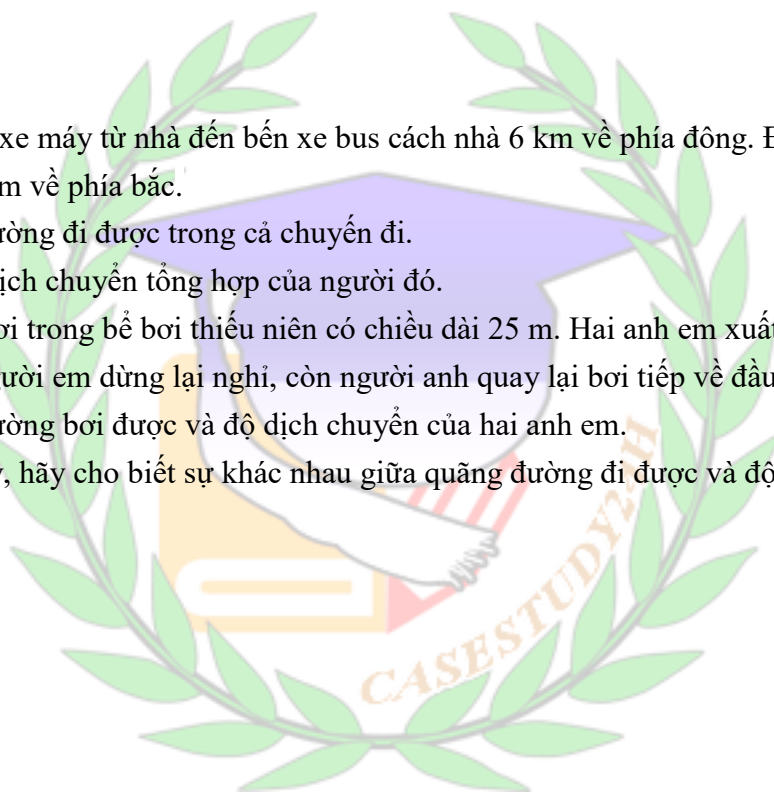 xe máy từ nhà đến bến xe bus cách nhà 6 km về phía đông. Đ
m về phía bắc.
ường đi được trong cả chuyến đi.
ịch chuyển tổng hợp của người đó.
ơi trong bể bơi thiếu niên có chiều dài 25 m. Hai anh em xuất
gười em dừng lại nghỉ, còn người anh quay lại bơi tiếp về đầu
ường bơi được và độ dịch chuyển của hai anh em.
, hãy cho biết sự khác nhau giữa quãng đường đi được và độ
CASESTUDY24H